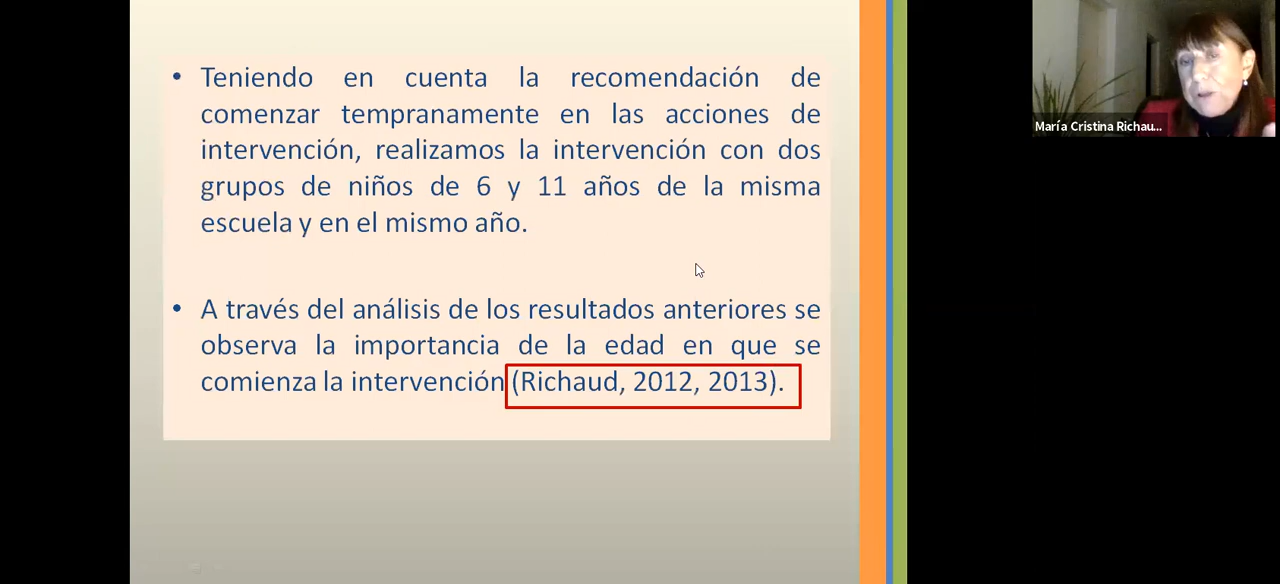 • Teniendo en cuenta la recomendación de
comenzar tempranamente en las acciones de
intervención, realizamos la intervención con dos
grupos de niños de 6 y 11 años de la misma
escuela y en el mismo año.
• A través del análisis de los resultados anteriores se
observa la importancia de la edad en que se
comienza la intervención (Richaud, 2012, 2013).
María Cristina Richau...